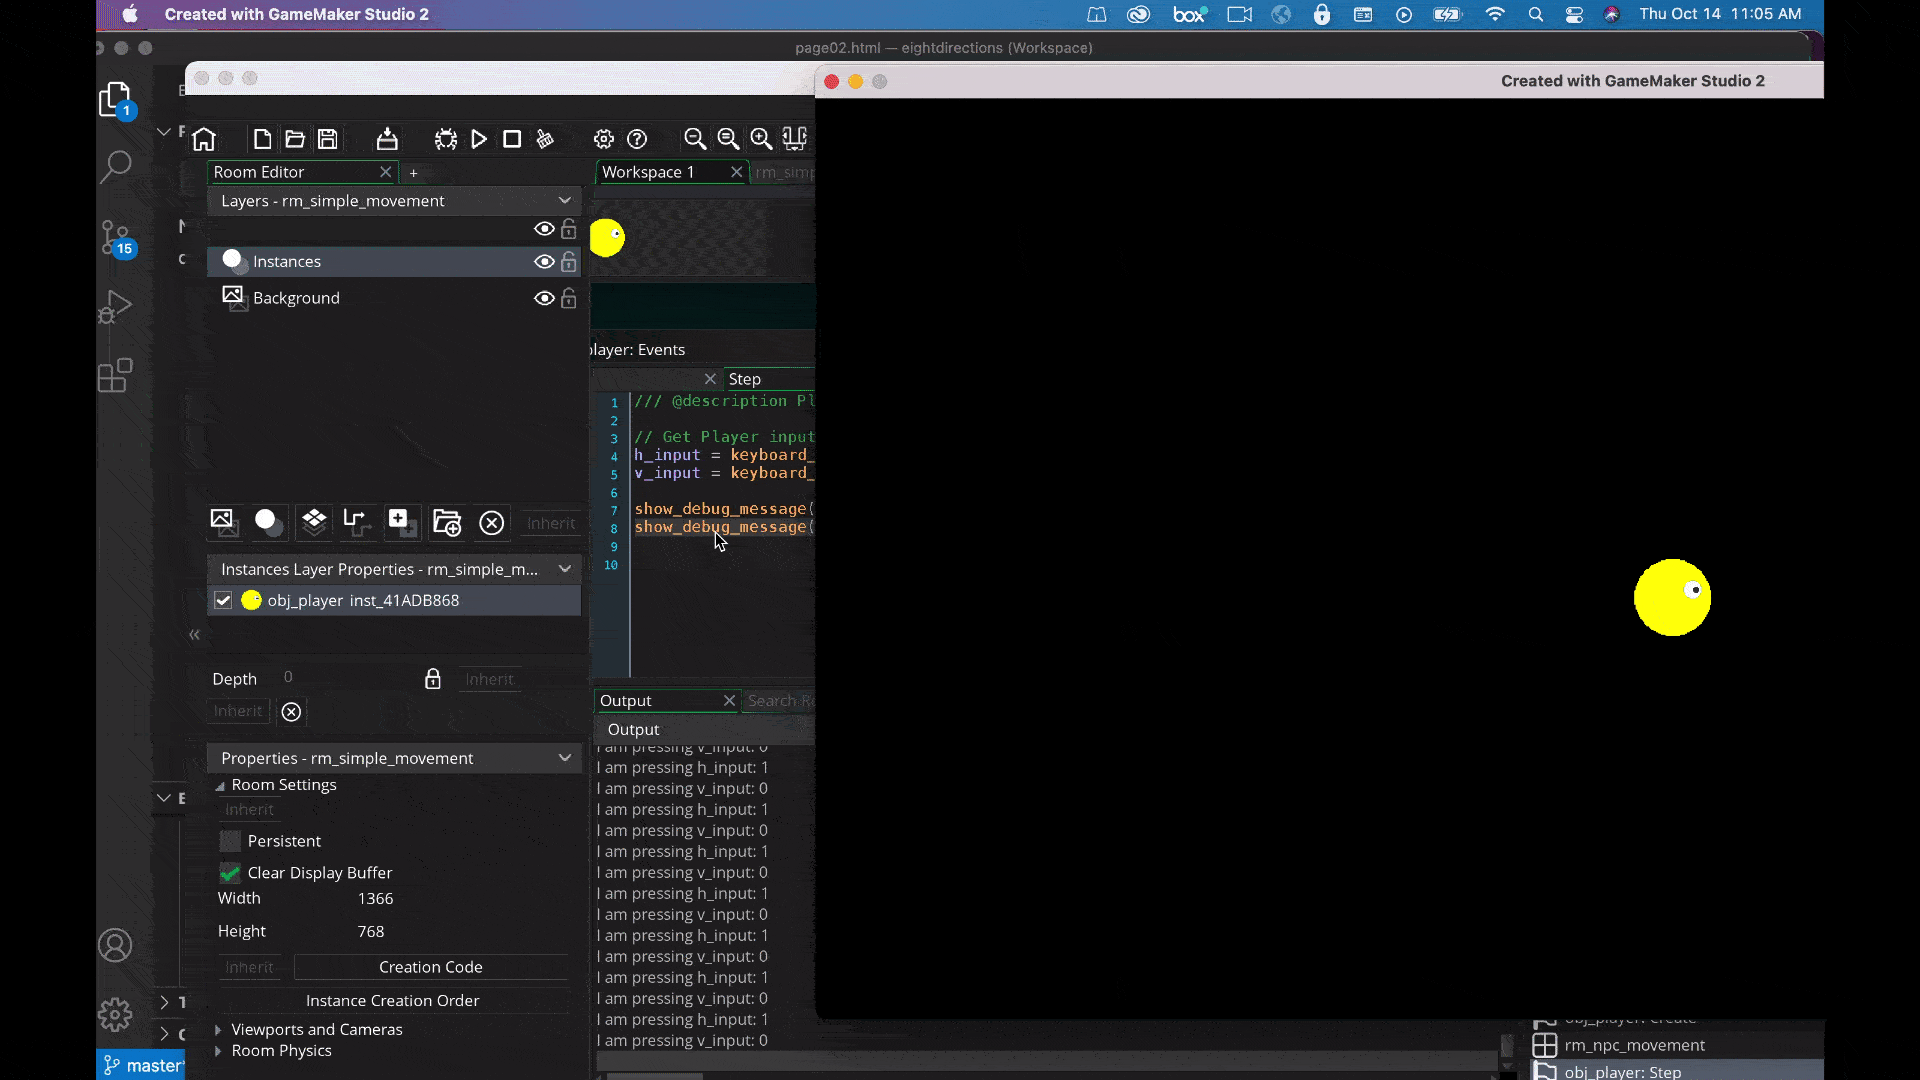 Created with GameMaker Studio 2
box
Thu Oct 14 11:05 AM
page02.html — eightdirections (Workspace)
Created with GameMaker Studio 2
1
15
Room Editor
+
Workspace 1
Layers - rm_simple_movement
Instances
Background
player: Events
Step
1 /// @description Pl
2
3 // Get Player input
4 h_input = keyboard_
5 v_input = keyboard_
6
7 show_debug_message(
8 show_debug_message(
9
10
Inherit
Instances Layer Properties - rm_simple_m...
obj_player inst_41ADB868
Depth 0 Inherit
Inherit
Output
Search Re
Output
Properties - rm_simple_movement
Room Settings
Inherit
Persistent
Clear Display Buffer
Width 1366
Height 768
Inherit Creation Code
Instance Creation Order
Viewports and Cameras
Room Physics
I am pressing v_input: 0
I am pressing h_input: 1
I am pressing v_input: 0
I am pressing h_input: 1
I am pressing v_input: 0
I am pressing h_input: 1
I am pressing v_input: 0
I am pressing h_input: 1
I am pressing v_input: 0
I am pressing h_input: 1
I am pressing v_input: 0
I am pressing h_input: 1
I am pressing v_input: 0
I am pressing h_input: 1
I am pressing v_input: 0
obj_player: Create
rm_npc_movement
obj_player: Step
master*